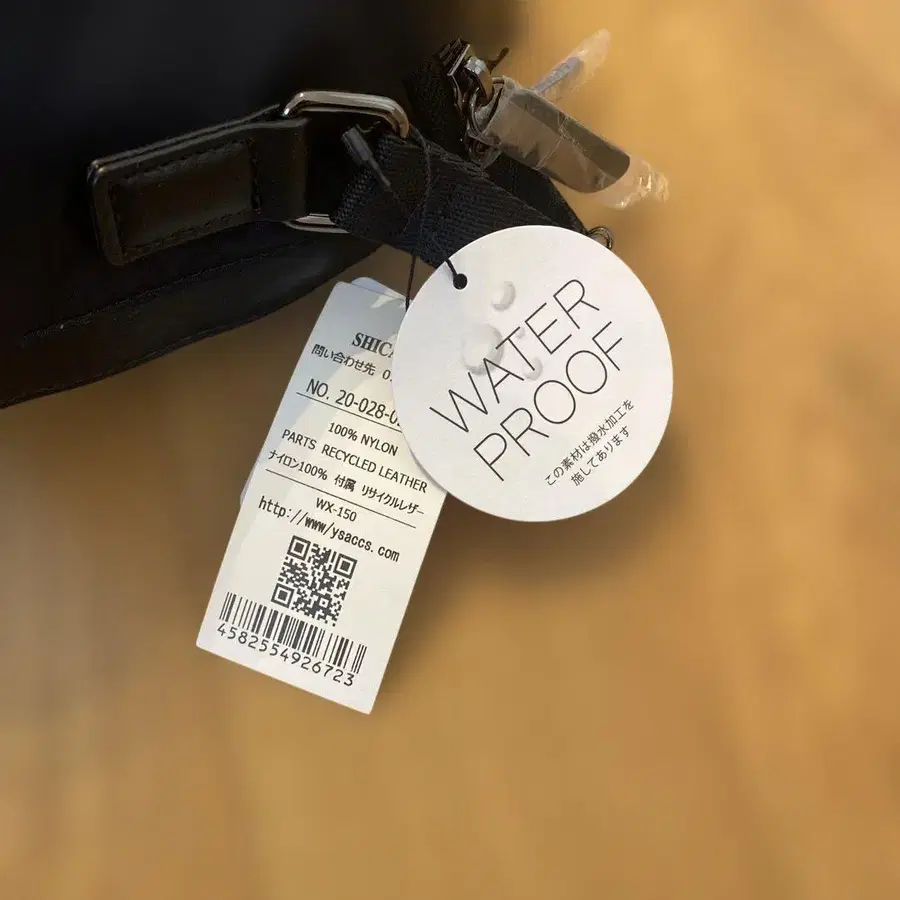 SHICA
問い合わせ先 0
NO. 20-028-0
100% NYLON
PARTS RECYCLED LEATHER
ナイロン100% 付属 リサイクルレザー
WX-150
http://www/ysaccs.com
4582554926723
WATER
PROOF
この素材は撥水加工を
施してあります